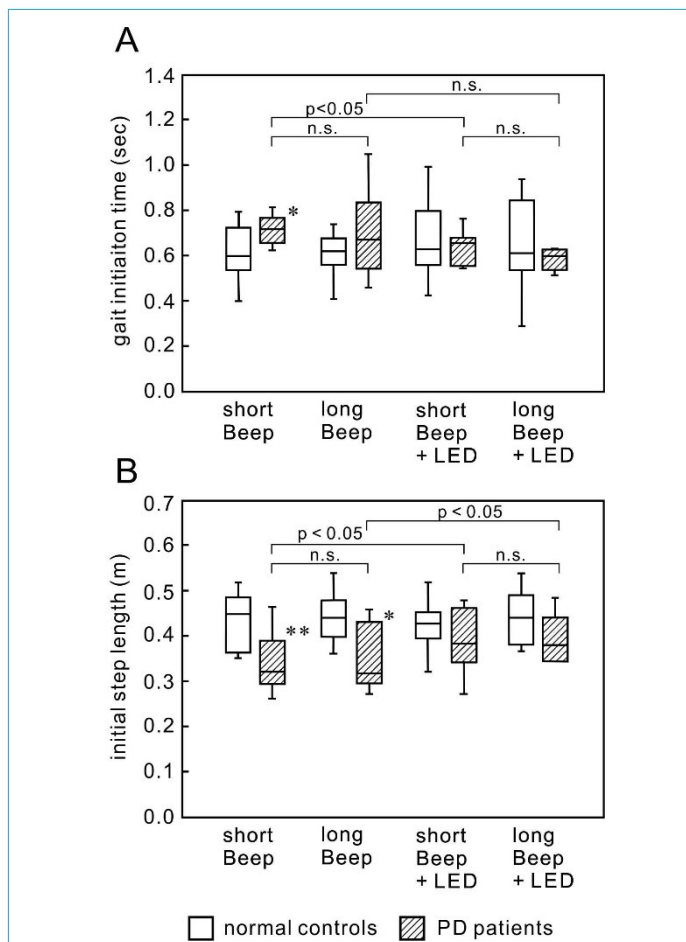 A
gait initiaiton time (sec)
1.4
1.2
1.0
0.8
0.6
0.4
0.2
0.0
n.s.
p<0.05
n.s.
n.s.
*
short Beep
long Beep
short Beep + LED
long Beep + LED
B
initial step length (m)
0.7
0.6
0.5
0.4
0.3
0.2
0.1
0.0
p < 0.05
p < 0.05
n.s.
n.s.
**
*
short Beep
long Beep
short Beep + LED
long Beep + LED
normal controls
PD patients